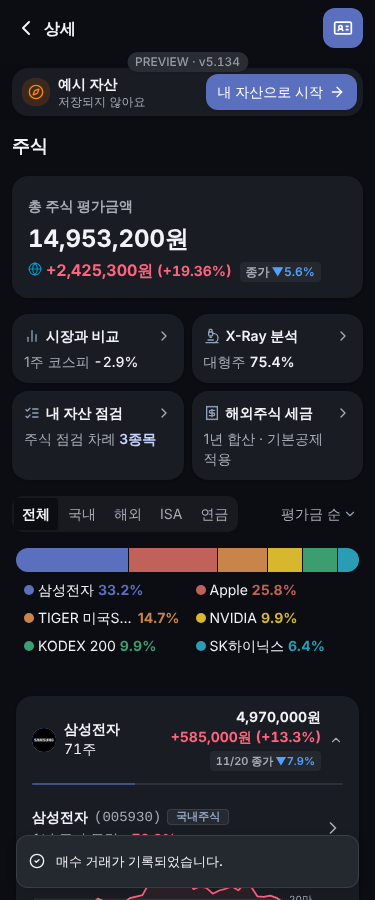 상세
PREVIEW · v5.134
예시 자산
저장되지 않아요
내 자산으로 시작
주식
총 주식 평가금액
14,953,200원
+2,425,300원 (+19.36%) 종가 ▼5.6%
시장과 비교
1주 코스피 -2.9%
X-Ray 분석
대형주 75.4%
내 자산 점검
주식 점검 차례 3종목
해외주식 세금
1년 합산 · 기본공제
적용
전체 국내 해외 ISA 연금 평가금 순
삼성전자 33.2% Apple 25.8%
TIGER 미국S... 14.7% NVIDIA 9.9%
KODEX 200 9.9% SK하이닉스 6.4%
SAMSUNG
삼성전자
71주
4,970,000원
+585,000원 (+13.3%)
11/20 종가 ▼7.9%
삼성전자 (005930) 국내주식
매수 거래가 기록되었습니다.
20만